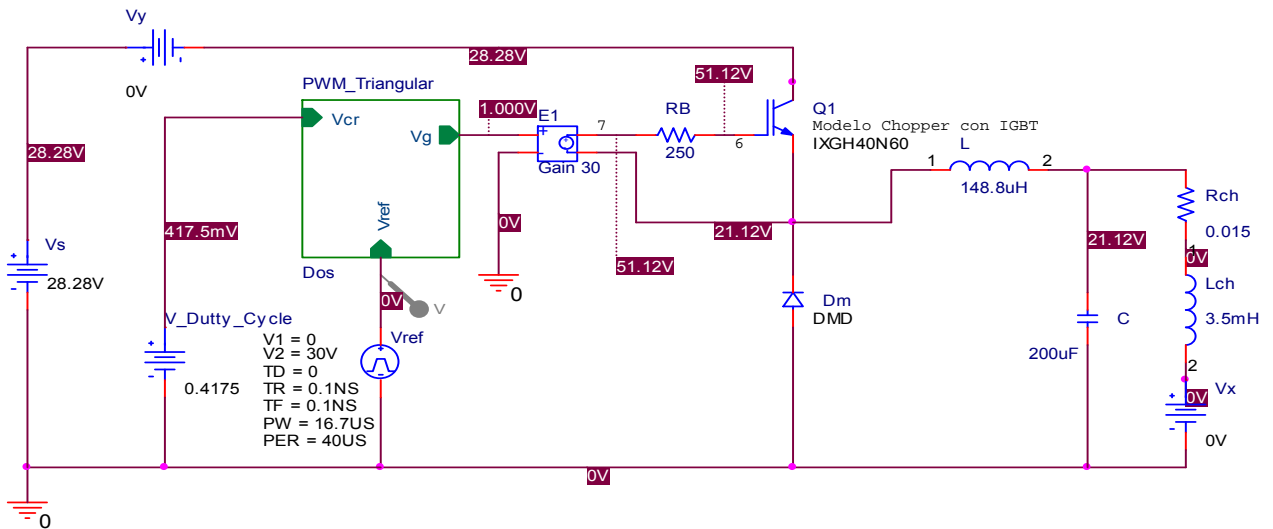 Vy
0V
28.28V
PWM_Triangular
Vcr
Vg
Vref
Dos
1.000V
E1
Gain 30
7
RB
250
51.12V
6
Q1
Modelo Chopper con IGBT
IXGH40N60
L
1
2
148.8uH
28.28V
417.5mV
0V
0
51.12V
21.12V
21.12V
Rch
0.015
0V
1
Lch
3.5mH
2
Vs
28.28V
0V
V
Dm
DMD
C
200uF
V_Dutty_Cycle
0.4175
Vref
V1 = 0
V2 = 30V
TD = 0
TR = 0.1NS
TF = 0.1NS
PW = 16.7US
PER = 40US
Vx
0V
0V
0V
0